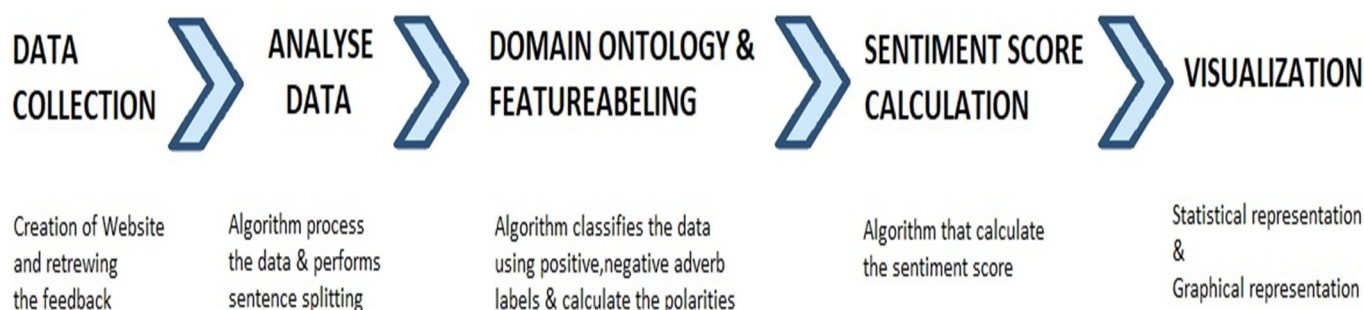 DATA
COLLECTION
ANALYSE
DATA
DOMAIN ONTOLOGY &
FEATUREABELING
SENTIMENT SCORE
CALCULATION
VISUALIZATION
Creation of Website
and retrewing
the feedback
Algorithm process
the data & performs
sentence splitting
Algorithm classifies the data
using positive,negative adverb
labels & calculate the polarities
Algorithm that calculate
the sentiment score
Statistical representation
&
Graphical representation